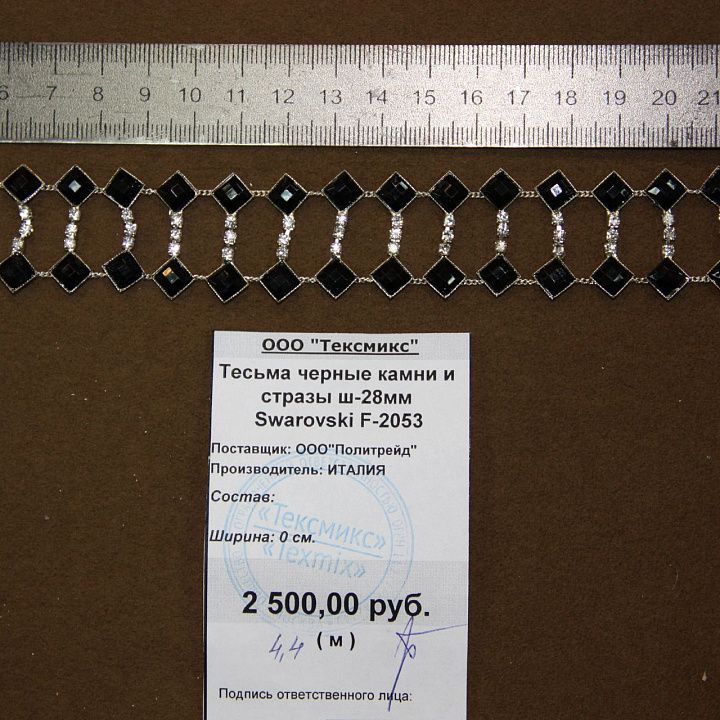 6 7 8 9 10 11 12 13 14 15 16 17 18 19 20 21
ООО "Тексмикс"
Тесьма черные камни и
стразы ш-28мм
Swarovski F-2053
Поставщик: ООО"Политрейд"
Производитель: ИТАЛИЯ
Состав:
«Тексмикс»
Ширина: 0 см.
«Texmix»
2 500,00 руб.
4,4 ( м )
Подпись ответственного лица: